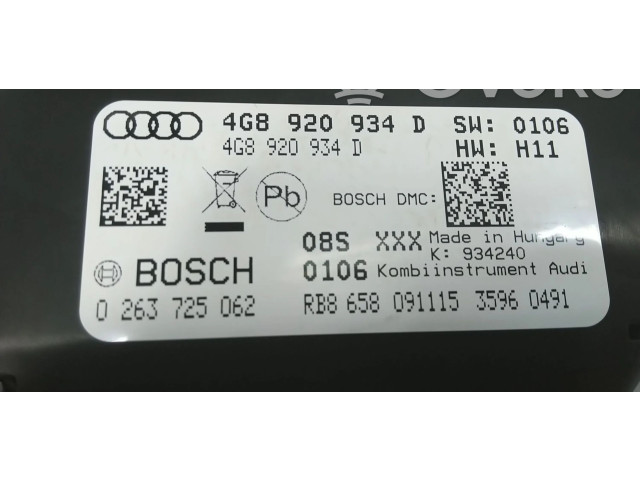 4G8 920 934 D SW: 0106
4G8 920 934 D HW: H11
Pb BOSCH DMC:
08S XXX Made in Hungary
K: 934240
BOSCH 0106 Kombiinstrument Audi
0 263 725 062 RB8 658 091115 3596 0491